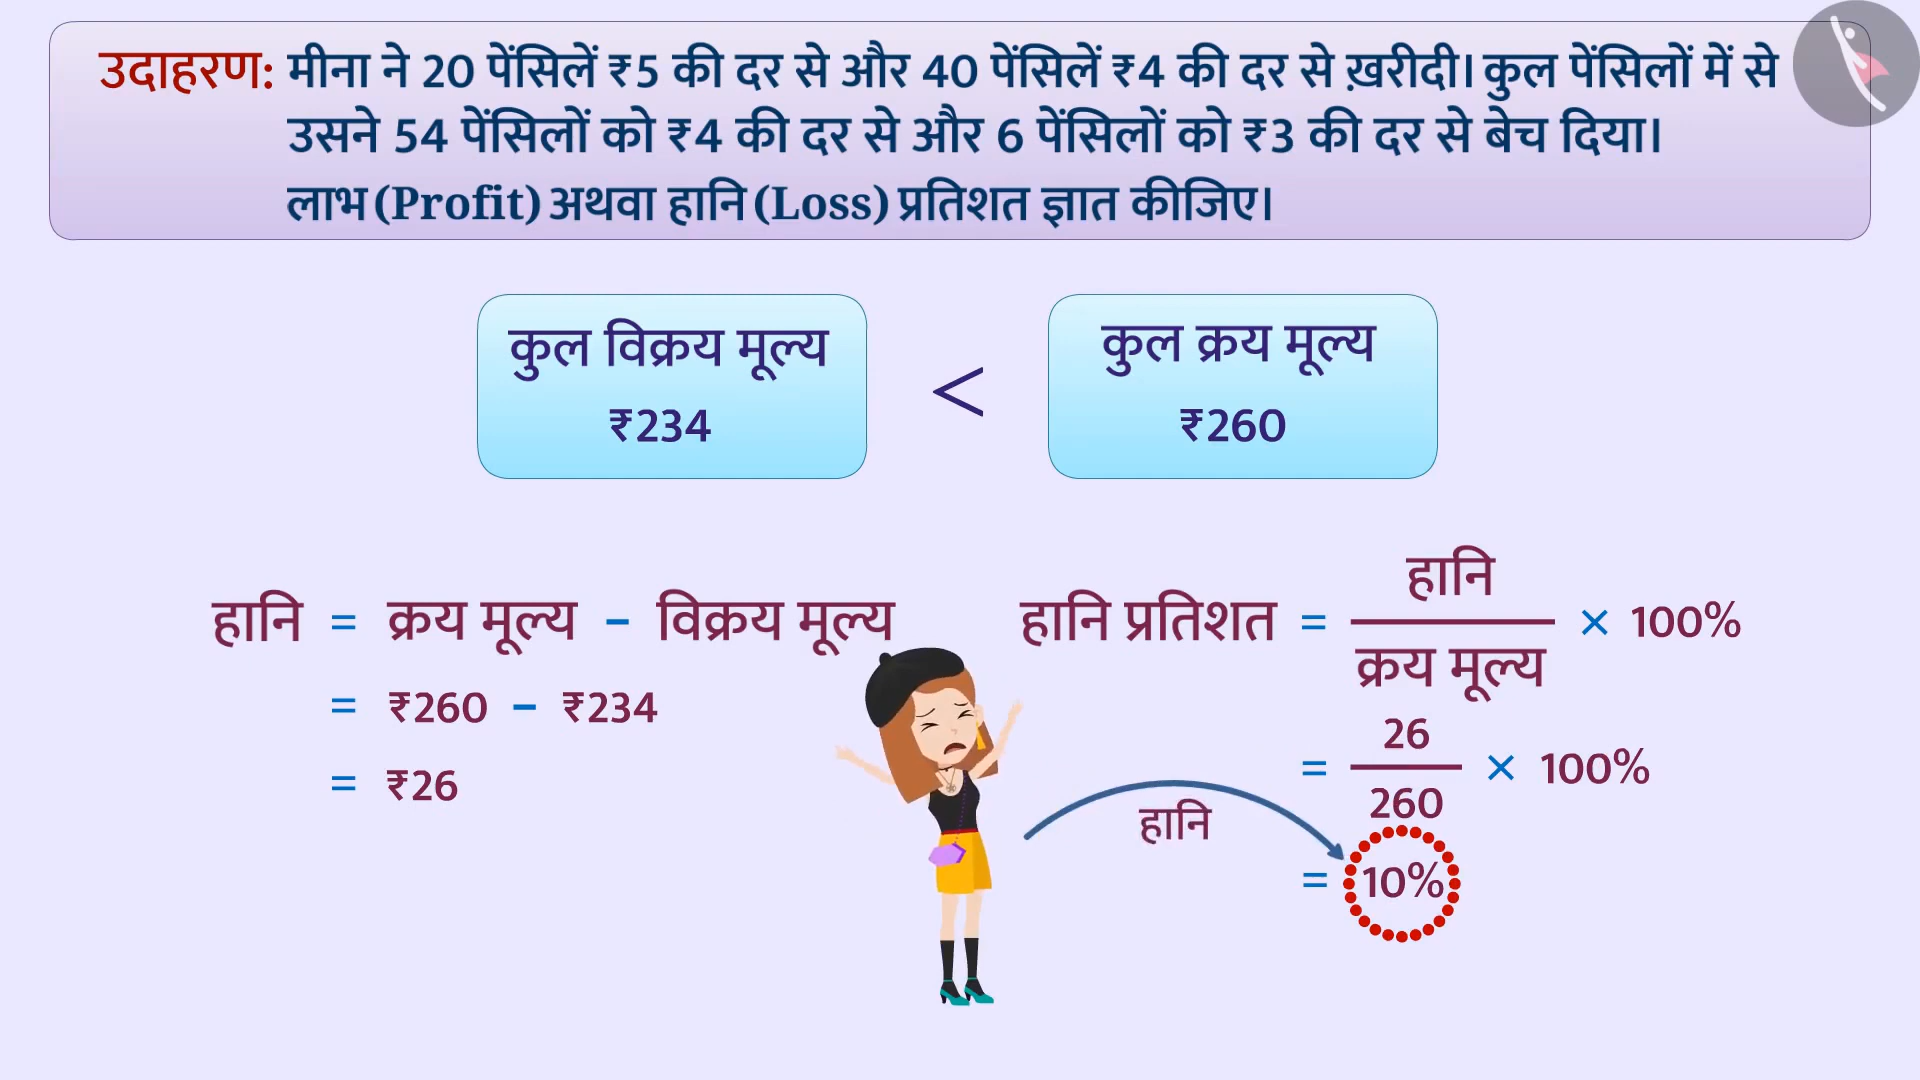 उदाहरण: मीना ने 20 पेंसिलें ₹5 की दर से और 40 पेंसिलें ₹4 की दर से ख़रीदी। कुल पेंसिलों में से
उसने 54 पेंसिलों को ₹4 की दर से और 6 पेंसिलों को ₹3 की दर से बेच दिया।
लाभ (Profit) अथवा हानि (Loss) प्रतिशत ज्ञात कीजिए।
कुल विक्रय मूल्य
₹234
<
कुल क्रय मूल्य
₹260
हानि = क्रय मूल्य - विक्रय मूल्य
= ₹260 - ₹234
= ₹26
हानि प्रतिशत = हानि / क्रय मूल्य × 100%
= 26 / 260 × 100%
हानि
= 10%